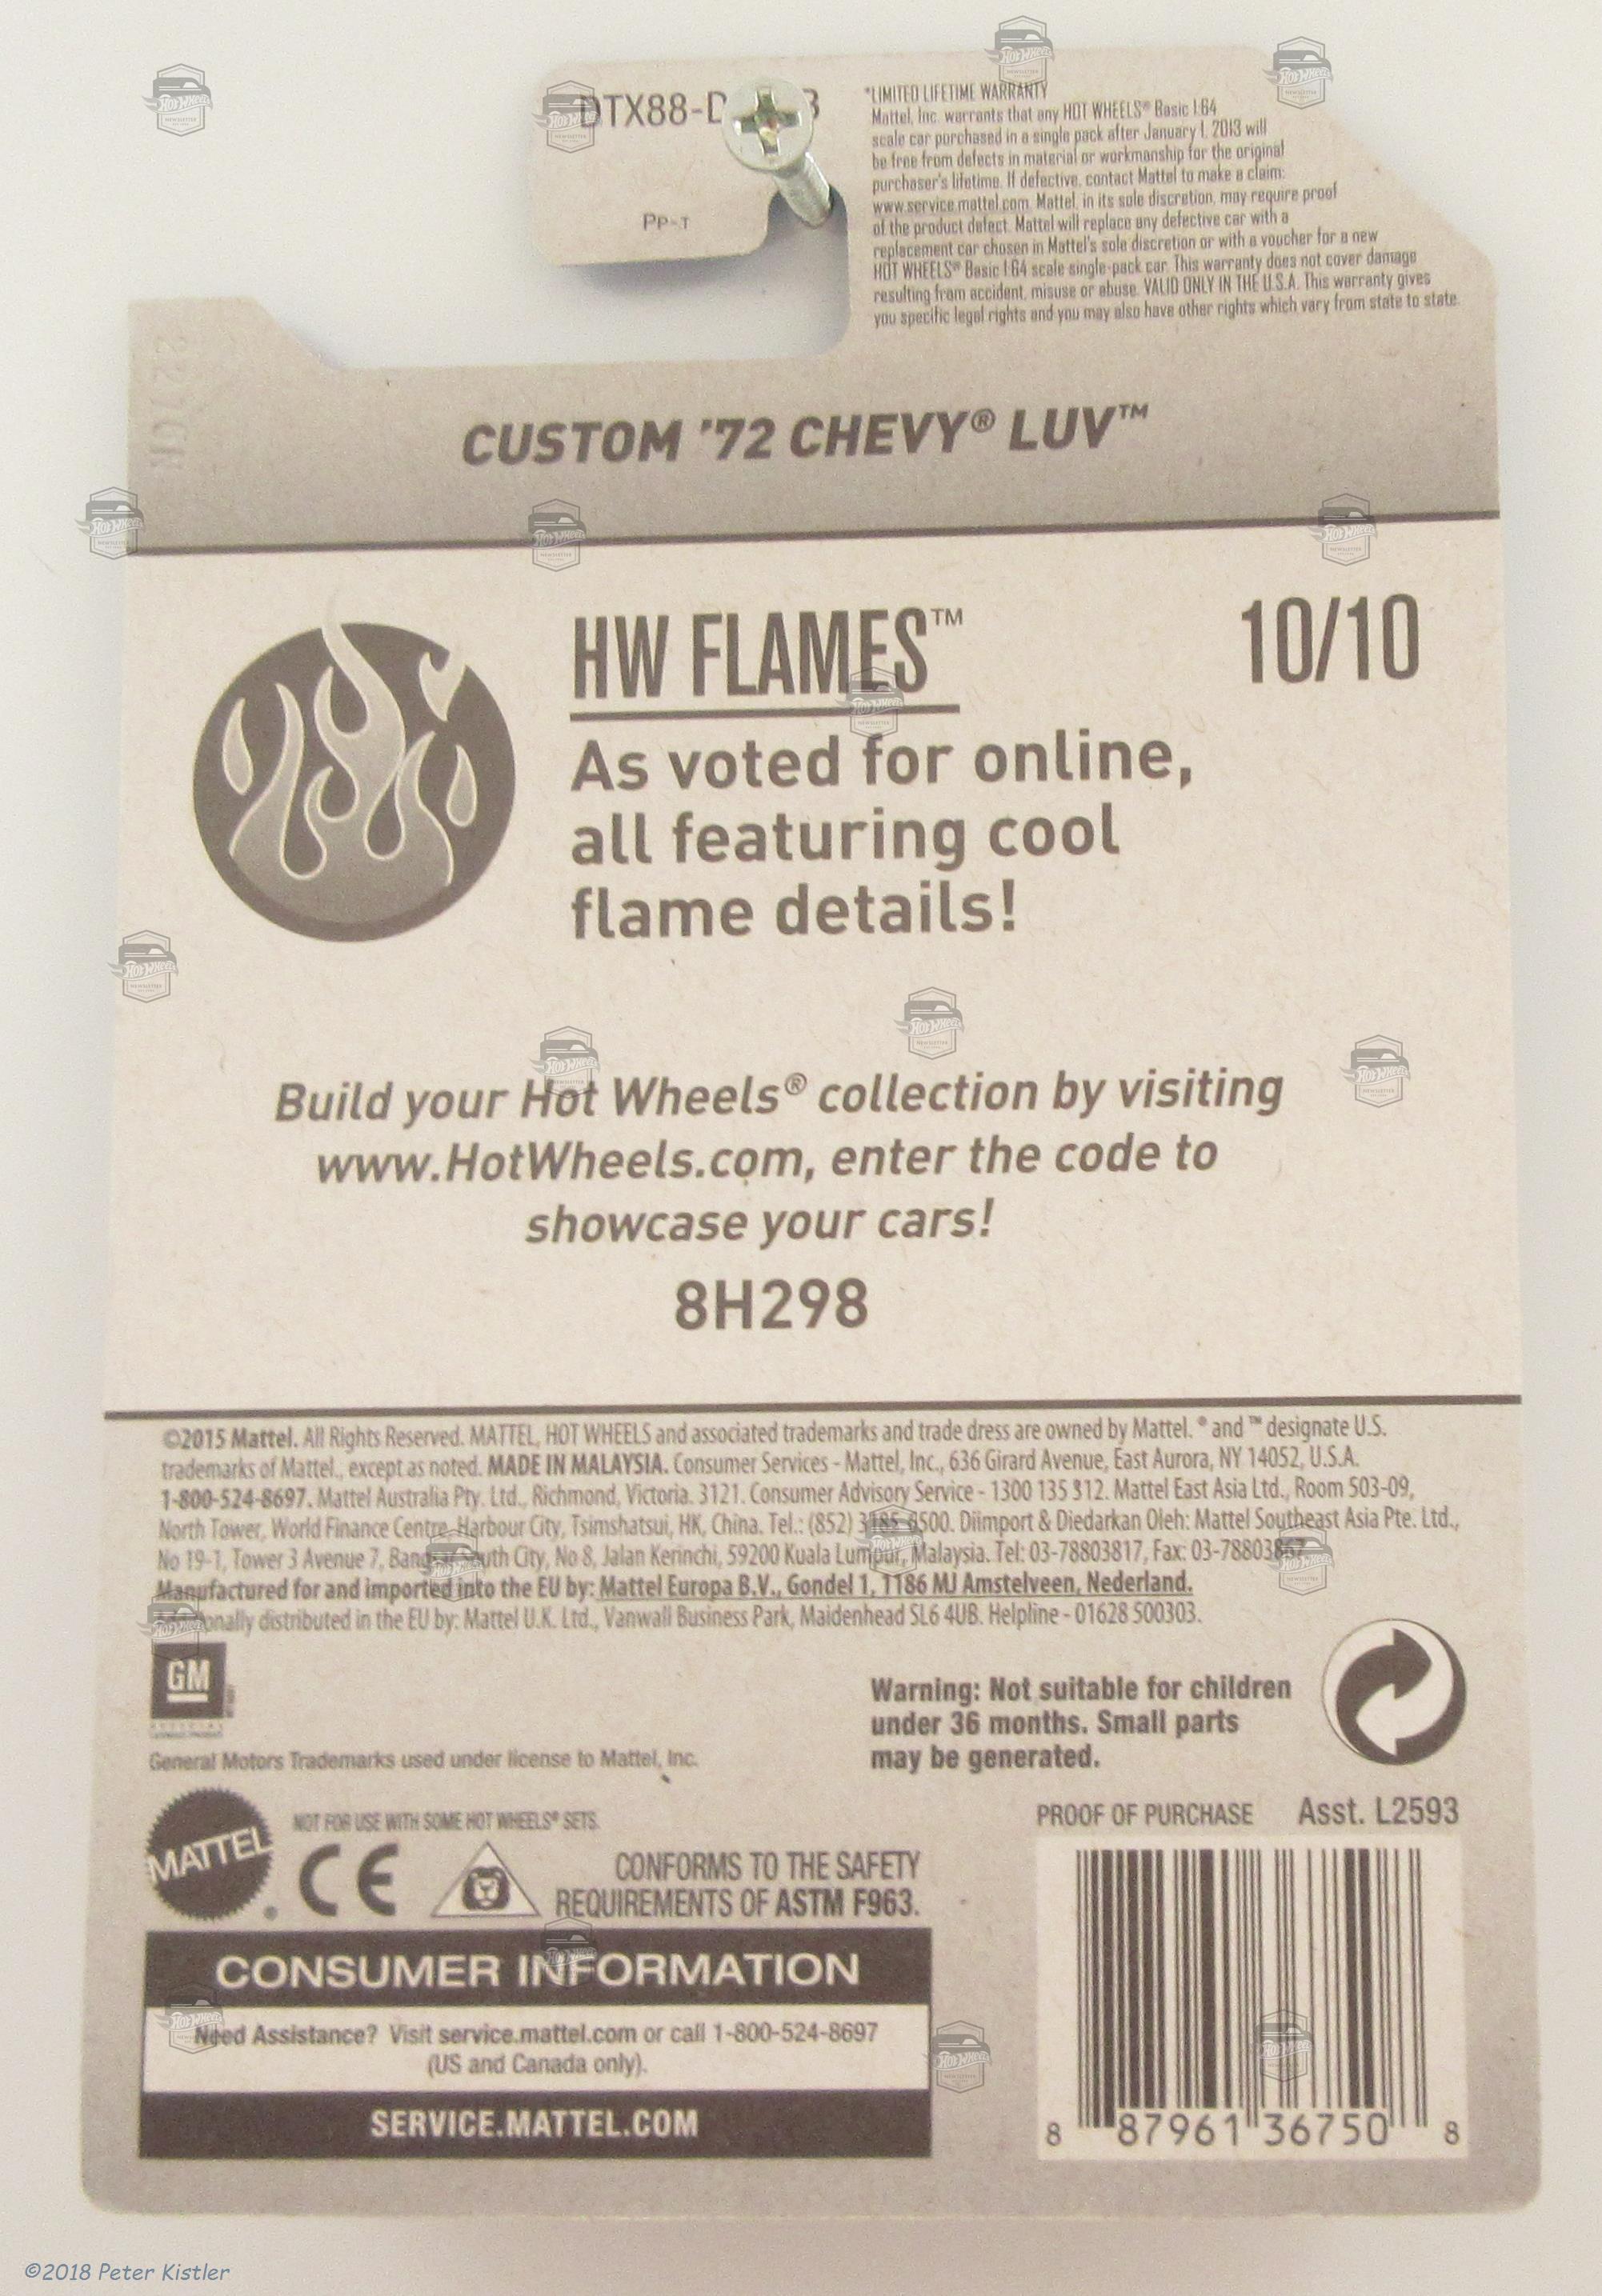 DTX88-D
PP-T
*LIMITED LIFETIME WARRANTY
Mattel, Inc. warrants that any HOT WHEELS® Basic 1:64
scale car purchased in a single pack after January 1, 2013 will
be free from defects in material or workmanship for the original
purchaser's lifetime. If defective, contact Mattel to make a claim:
www.service.mattel.com. Mattel, in its sole discretion, may require proof
of the product defect. Mattel will replace any defective car with a
replacement car chosen in Mattel's sole discretion or with a voucher for a new
HOT WHEELS® Basic 1:64 scale single-pack car. This warranty does not cover damage
resulting from accident, misuse or abuse. VALID ONLY IN THE U.S.A. This warranty gives
you specific legal rights and you may also have other rights which vary from state to state.
CUSTOM '72 CHEVY® LUV™
HW FLAMES™ 10/10
As voted for online,
all featuring cool
flame details!
Build your Hot Wheels® collection by visiting
www.HotWheels.com, enter the code to
showcase your cars!
8H298
©2015 Mattel. All Rights Reserved. MATTEL, HOT WHEELS and associated trademarks and trade dress are owned by Mattel. ® and ™ designate U.S.
trademarks of Mattel., except as noted. MADE IN MALAYSIA. Consumer Services - Mattel, Inc., 636 Girard Avenue, East Aurora, NY 14052, U.S.A.
1-800-524-8697. Mattel Australia Pty. Ltd., Richmond, Victoria. 3121. Consumer Advisory Service - 1300 135 312. Mattel East Asia Ltd., Room 503-09,
North Tower, World Finance Centre, Harbour City, Tsimshatsui, HK, China. Tel.: (852) 3185-6500. Diimport & Diedarkan Oleh: Mattel Southeast Asia Pte. Ltd.,
No 19-1, Tower 3 Avenue 7, Bangsar South City, No 8, Jalan Kerinchi, 59200 Kuala Lumpur, Malaysia. Tel: 03-78803817, Fax: 03-78803867.
Manufactured for and imported into the EU by: Mattel Europa B.V., Gondel 1, 1186 MJ Amstelveen, Nederland.
Additionally distributed in the EU by: Mattel U.K. Ltd., Vanwall Business Park, Maidenhead SL6 4UB. Helpline - 01628 500303.
GM
General Motors Trademarks used under license to Mattel, Inc.
Warning: Not suitable for children
under 36 months. Small parts
may be generated.
NOT FOR USE WITH SOME HOT WHEELS® SETS.
MATTEL
CE
CONFORMS TO THE SAFETY
REQUIREMENTS OF ASTM F963.
PROOF OF PURCHASE Asst. L2593
CONSUMER INFORMATION
Need Assistance? Visit service.mattel.com or call 1-800-524-8697
(US and Canada only).
SERVICE.MATTEL.COM
8 87961 36750 8
©2018 Peter Kistler